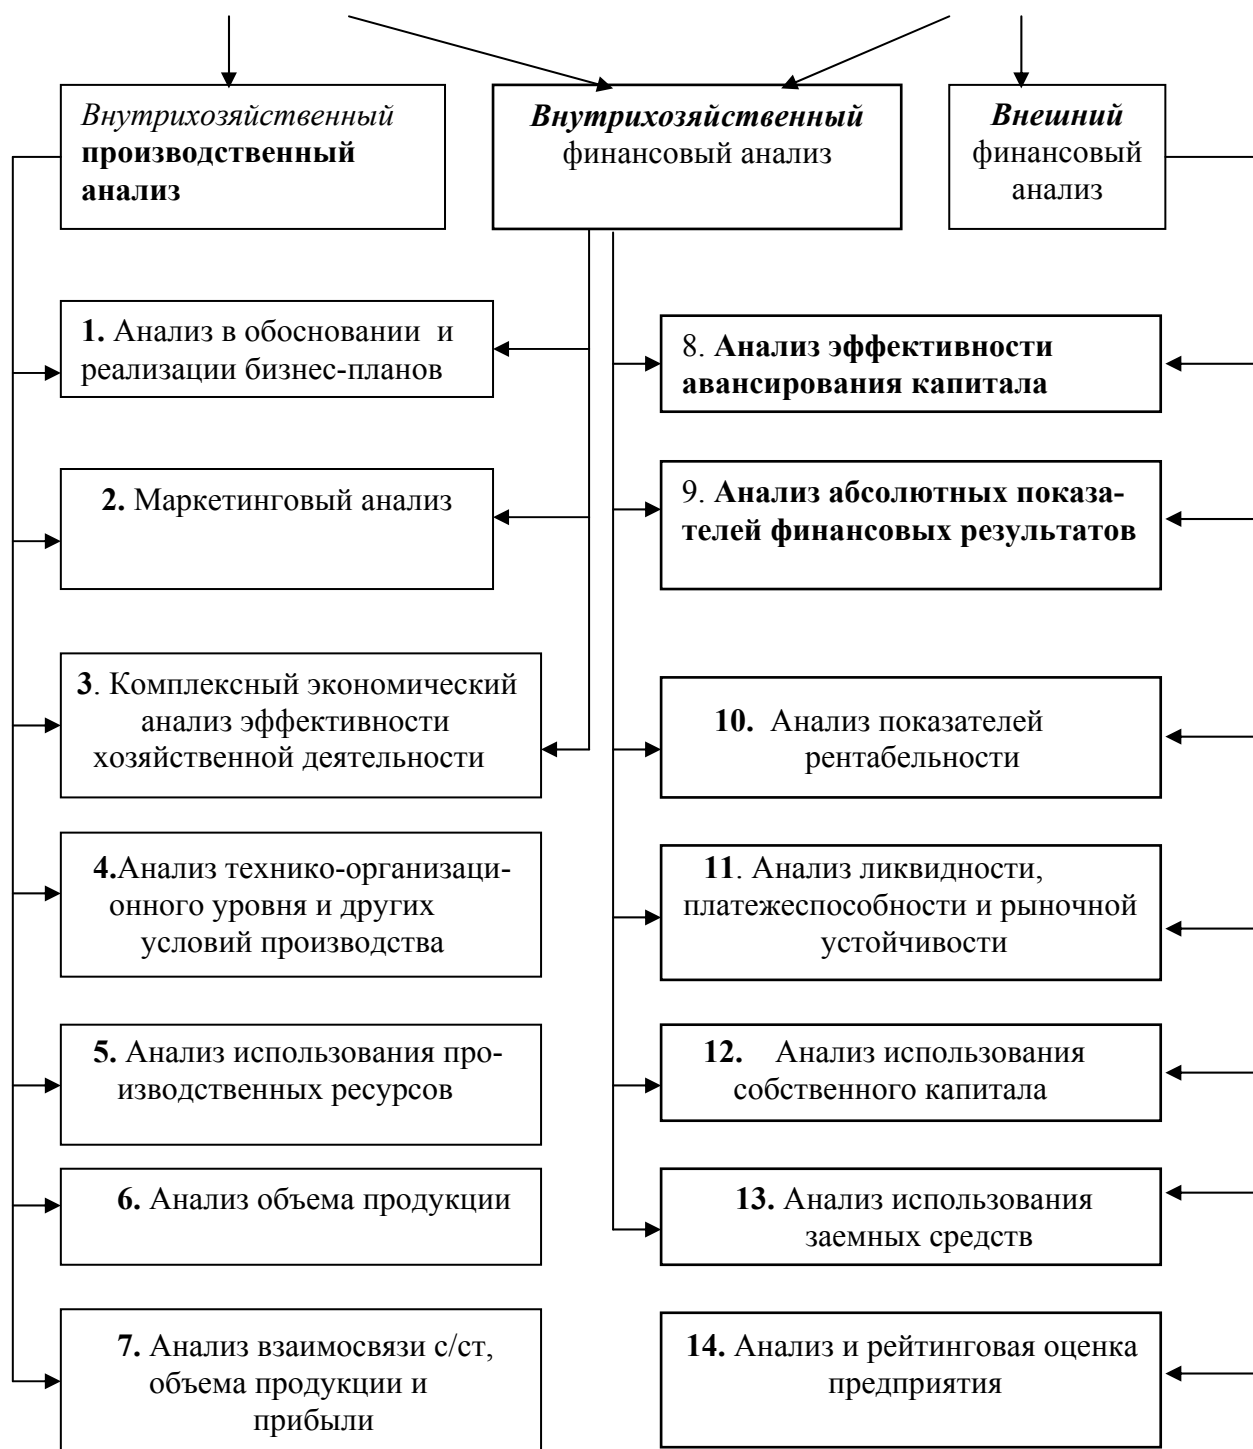 Внутрихозяйственный
производственный
анализ
Внутрихозяйственный
финансовый анализ
Внешний
финансовый
анализ
1. Анализ в обосновании и
реализации бизнес-планов
2. Маркетинговый анализ
3. Комплексный экономический
анализ эффективности
хозяйственной деятельности
4.Анализ технико-организаци-
онного уровня и других
условий производства
5. Анализ использования про-
изводственных ресурсов
6. Анализ объема продукции
7. Анализ взаимосвязи с/ст,
объема продукции и
прибыли
8. Анализ эффективности
авансирования капитала
9. Анализ абсолютных показа-
телей финансовых результатов
10. Анализ показателей
рентабельности
11. Анализ ликвидности,
платежеспособности и рыночной
устойчивости
12. Анализ использования
собственного капитала
13. Анализ использования
заемных средств
14. Анализ и рейтинговая оценка
предприятия